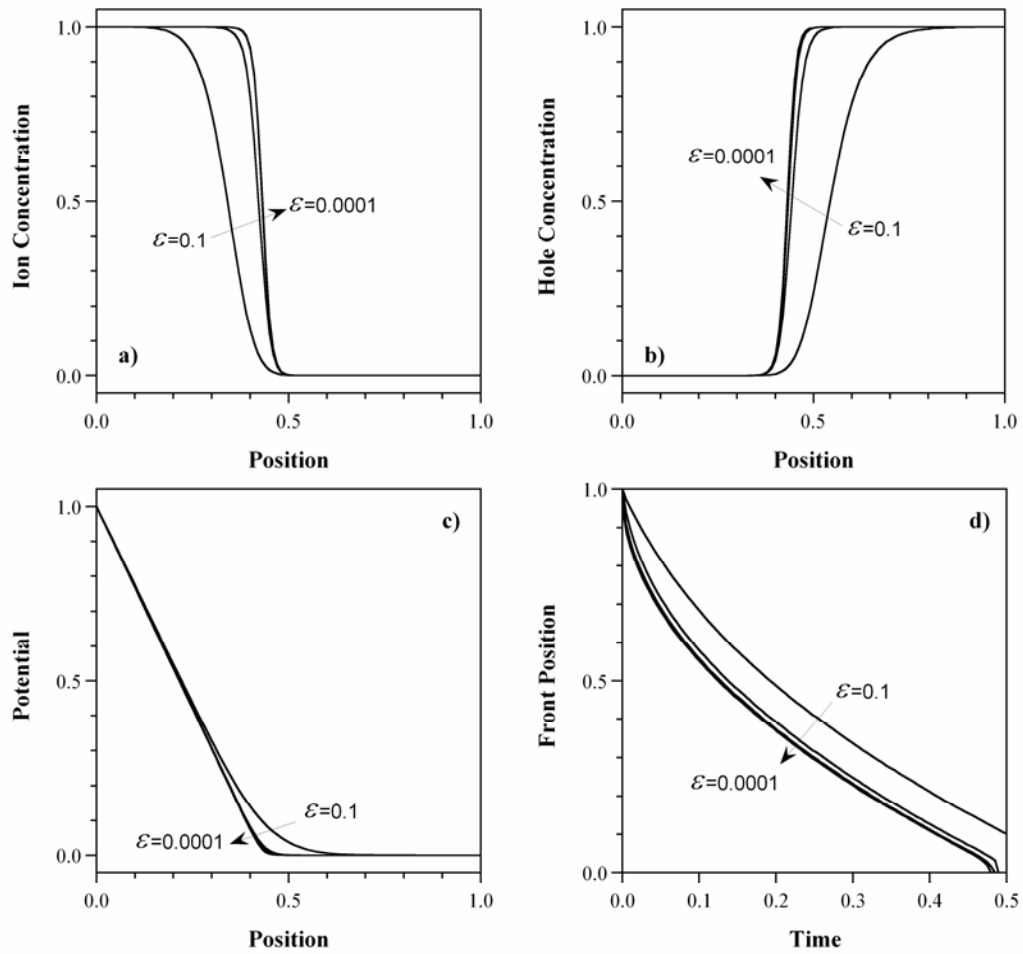 1.0
0.5
0.0
Ion Concentration
ε=0.0001
ε=0.1
a)
0.0
0.5
1.0
Position
1.0
0.5
0.0
Hole Concentration
ε=0.0001
ε=0.1
b)
0.0
0.5
1.0
Position
1.0
0.5
0.0
Potential
c)
ε=0.1
ε=0.0001
0.0
0.5
1.0
Position
1.0
0.5
0.0
Front Position
d)
ε=0.1
ε=0.0001
0.0
0.1
0.2
0.3
0.4
0.5
Time